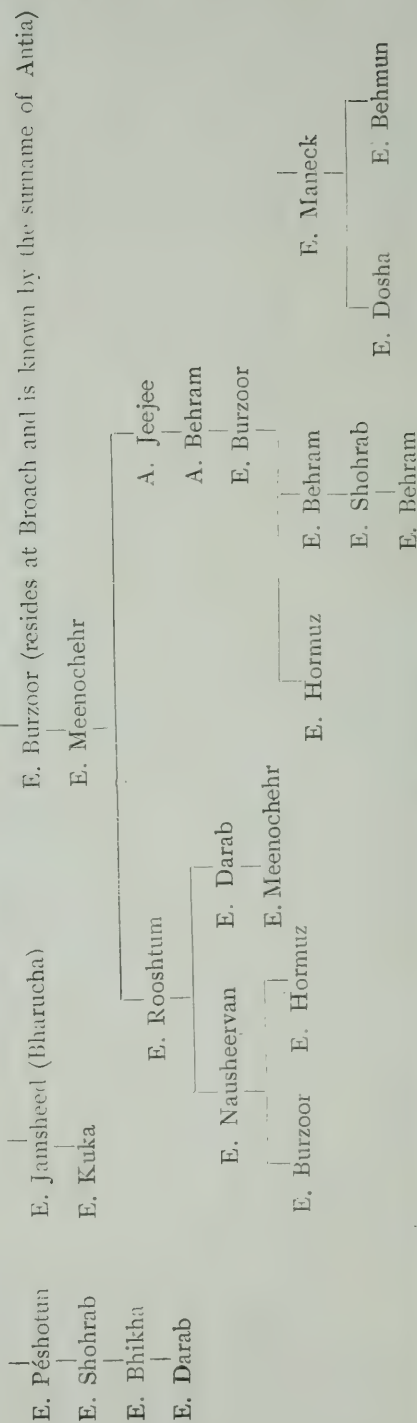 E. Péshotun
E. Shohrab
E. Bhikha
E. Darab
E. Jamsheed (Bharucha)
E. Kuka
E. Burzoor (resides at Broach and is known by the surname of Antia)
E. Meenochehr
E. Rooshtum
A. Jeejee
A. Behram
E. Burzoor
E. Nausheervan
E. Darab
E. Burzoor
E. Hormuz
E. Meenochehr
E. Hormuz
E. Behram
E. Maneck
E. Shohrab
E. Behram
E. Dosha
E. Behmun